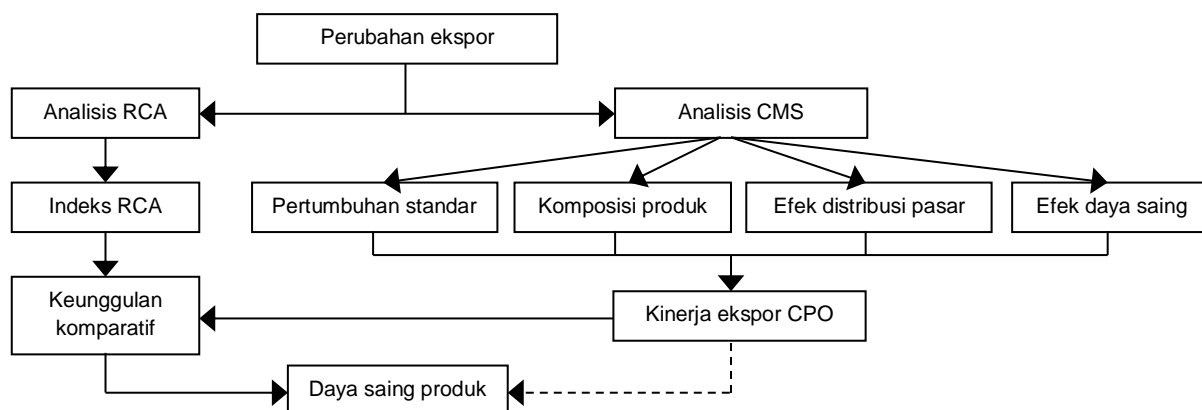 Perubahan ekspor
Analisis RCA
Analisis CMS
Indeks RCA
Pertumbuhan standar
Komposisi produk
Efek distribusi pasar
Efek daya saing
Keunggulan
komparatif
Kinerja ekspor CPO
Daya saing produk